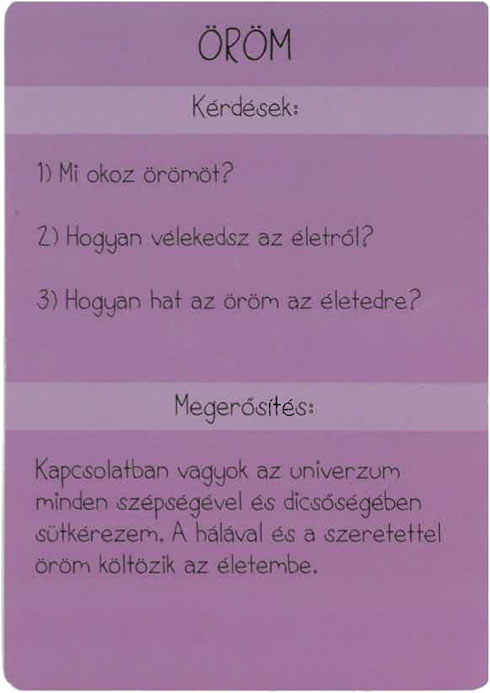 ÖRÖM
Kérdések:
1) Mi okoz örömöt?
2) Hogyan vélekedsz az életről?
3) Hogyan hat az öröm az életedre?
Megerősítés:
Kapcsolatban vagyok az univerzum
minden szépségével és dicsőségében
sütkérezem. A hálával és a szeretettel
öröm költözik az életembe.